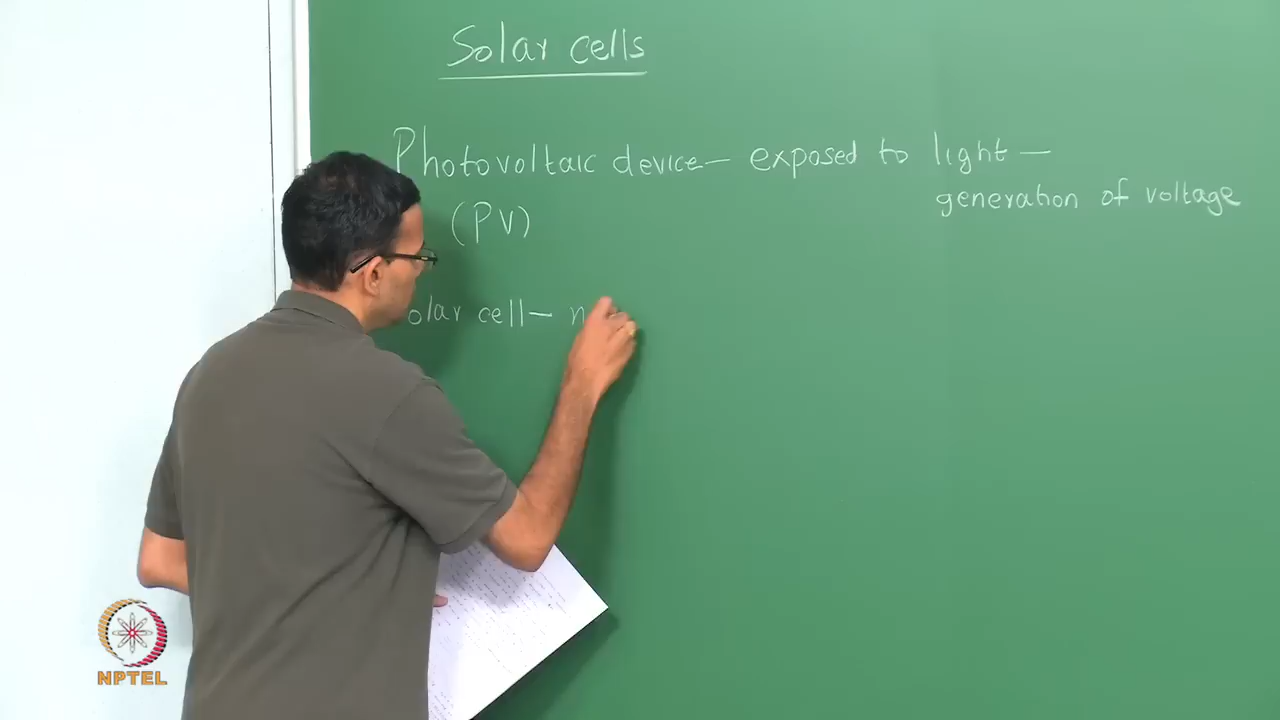 Solar cells
Photovoltaic device— exposed to light —
generation of voltage
(PV)
olar cell— n
NPTEL